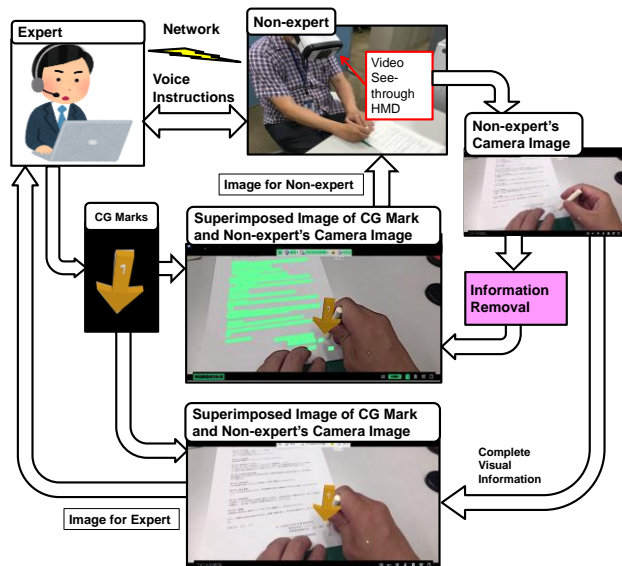 Expert
Network
Non-expert
Video
See-
through
HMD
Voice
Instructions
Non-expert's
Camera Image
Image for Non-expert
CG Marks
Superimposed Image of CG Mark
and Non-expert's Camera Image
Information
Removal
Superimposed Image of CG Mark
and Non-expert's Camera Image
Complete
Visual
Information
Image for Expert